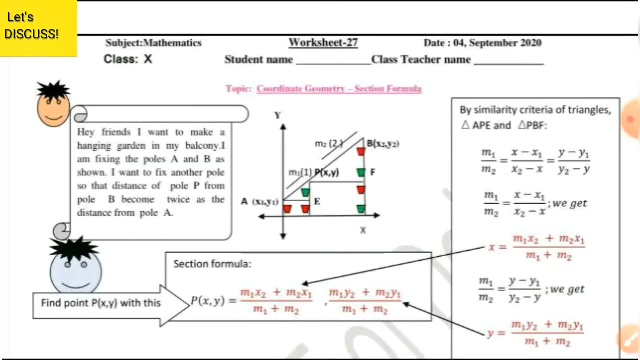 Let's
DISCUSS!
Subject:Mathematics Worksheet-27 Date : 04, September 2020
Class: X Student name ____________ Class Teacher name ____________
Topic: Coordinate Geometry – Section Formula
Hey friends I want to make a
hanging garden in my balcony.I
am fixing the poles A and B as
shown. I want to fix another pole
so that distance of pole P from
pole B become twice as the
distance from pole A.
Y
m₂ (2)
B(x₂,y₂)
m₁(1) P(x,y)
F
A (x₁,y₁)
E
X
By similarity criteria of triangles,
△ APE and △PBF:
m₁/m₂ = (x − x₁)/(x₂ − x) = (y − y₁)/(y₂ − y)
m₁/m₂ = (x − x₁)/(x₂ − x) ; we get
x = (m₁x₂ + m₂x₁)/(m₁ + m₂)
m₁/m₂ = (y − y₁)/(y₂ − y) ; we get
y = (m₁y₂ + m₂y₁)/(m₁ + m₂)
Section formula:
Find point P(x,y) with this
P(x, y) = (m₁x₂ + m₂x₁)/(m₁ + m₂) , (m₁y₂ + m₂y₁)/(m₁ + m₂)